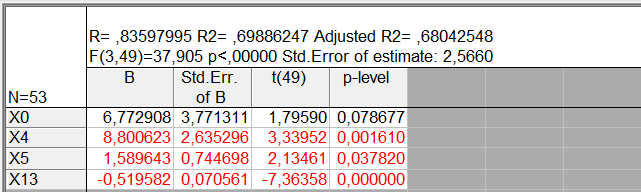 R= ,83597995 R2= ,69886247 Adjusted R2= ,68042548
F(3,49)=37,905 p<,00000 Std.Error of estimate: 2,5660
N=53 B Std.Err. of B t(49) p-level
X0 6,772908 3,771311 1,79590 0,078677
X4 8,800623 2,635296 3,33952 0,001610
X5 1,589643 0,744698 2,13461 0,037820
X13 -0,519582 0,070561 -7,36358 0,000000